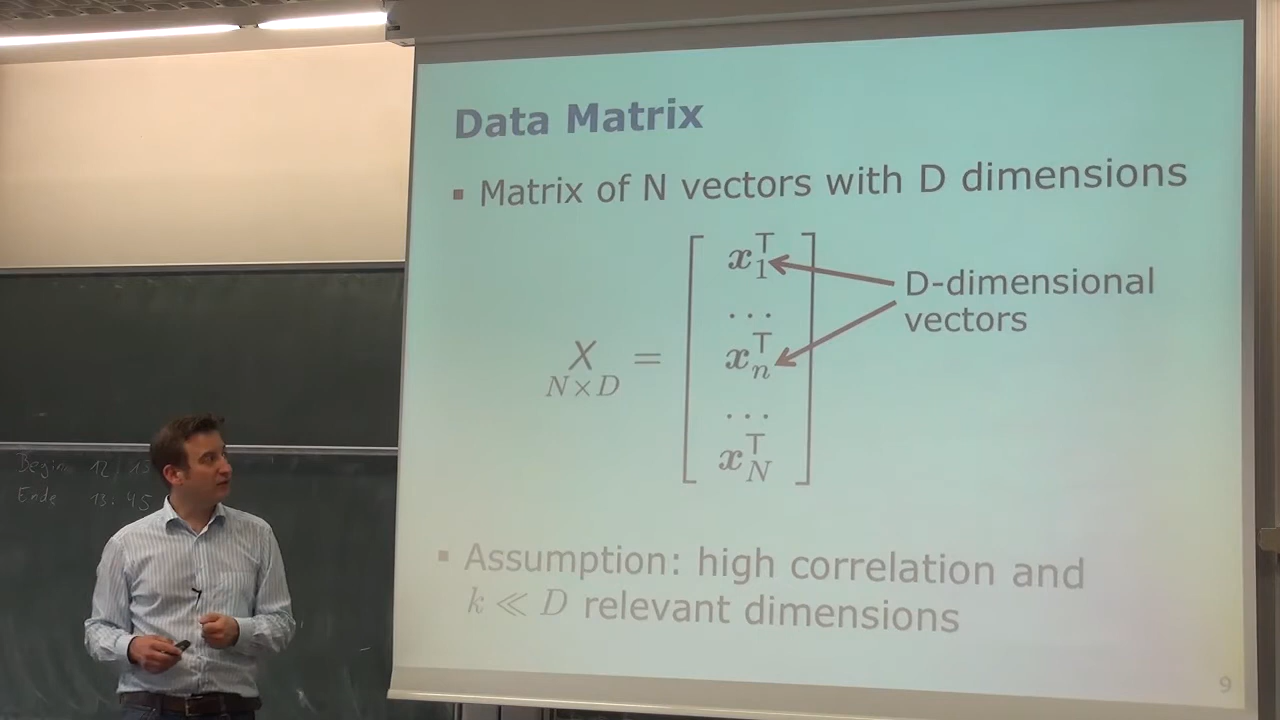 Data Matrix
▪ Matrix of N vectors with D dimensions
x₁ᵀ
...
X = xₙᵀ
N×D
...
x_Nᵀ
D-dimensional
vectors
▪ Assumption: high correlation and
k ≪ D relevant dimensions
9
Beginn 12
Ende 13:45